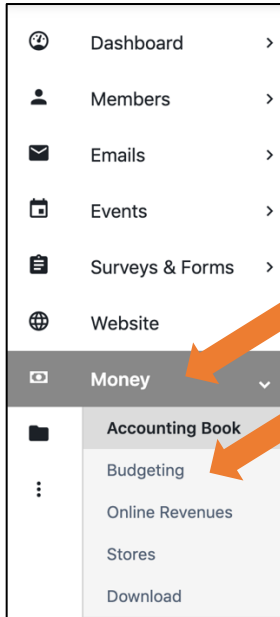 Dashboard
Members
Emails
Events
Surveys & Forms
Website
Money
Accounting Book
Budgeting
Online Revenues
Stores
Download